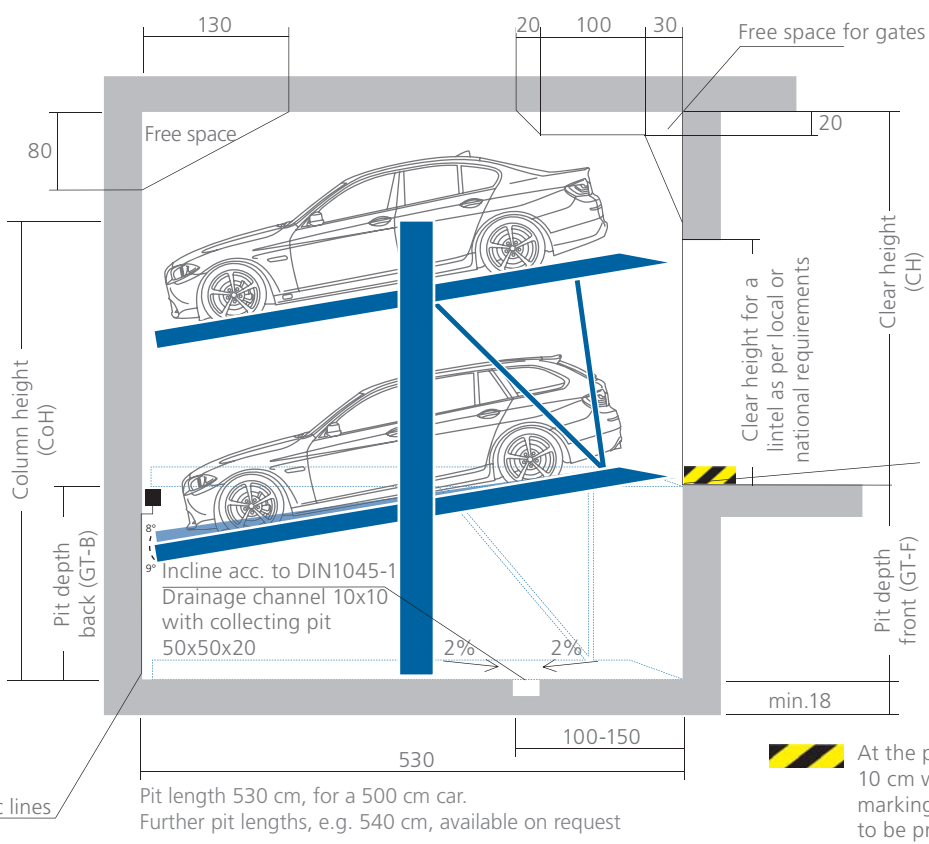 130
20
100
30
Free space for gates
Free space
80
20
Clear height
(CH)
Clear height for a
lintel as per local or
national requirements
Column height
(CoH)
8°
9°
Pit depth
back (GT-B)
Incline acc. to DIN1045-1
Drainage channel 10x10
with collecting pit
50x50x20
2%
2%
Pit depth
front (GT-F)
min.18
100-150
530
At the p
10 cm w
marking
to be pr
lines
Pit length 530 cm, for a 500 cm car.
Further pit lengths, e.g. 540 cm, available on request